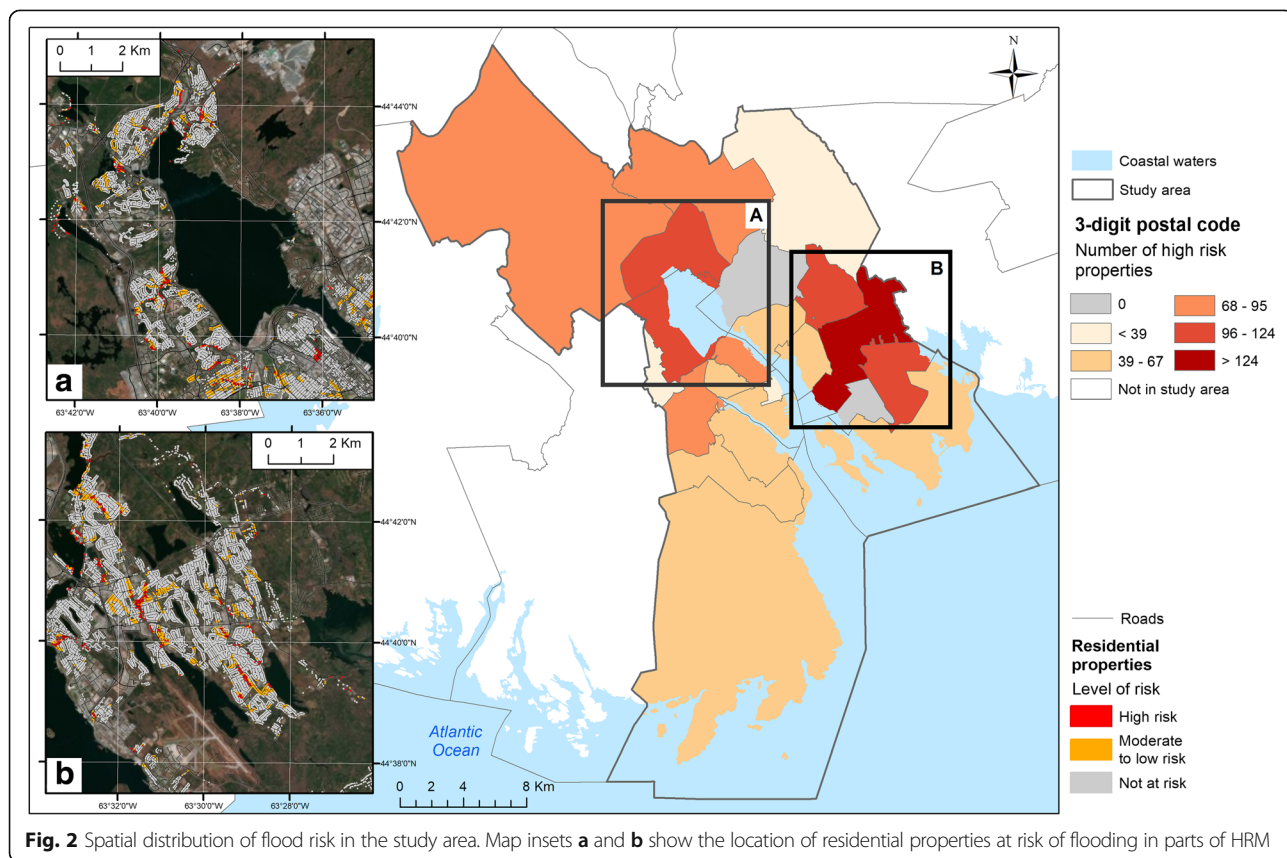 0 1 2 Km
44°44'0"N
44°42'0"N
44°40'0"N
a
63°42'0"W 63°40'0"W 63°38'0"W 63°36'0"W
0 1 2 Km
44°42'0"N
44°40'0"N
44°38'0"N
b
63°32'0"W 63°30'0"W 63°28'0"W
N
A
B
Atlantic
Ocean
0 2 4 8 Km
Coastal waters
Study area
3-digit postal code
Number of high risk
properties
0 68 - 95
< 39 96 - 124
39 - 67 > 124
Not in study area
Roads
Residential
properties
Level of risk
High risk
Moderate
to low risk
Not at risk
Fig. 2 Spatial distribution of flood risk in the study area. Map insets a and b show the location of residential properties at risk of flooding in parts of HRM